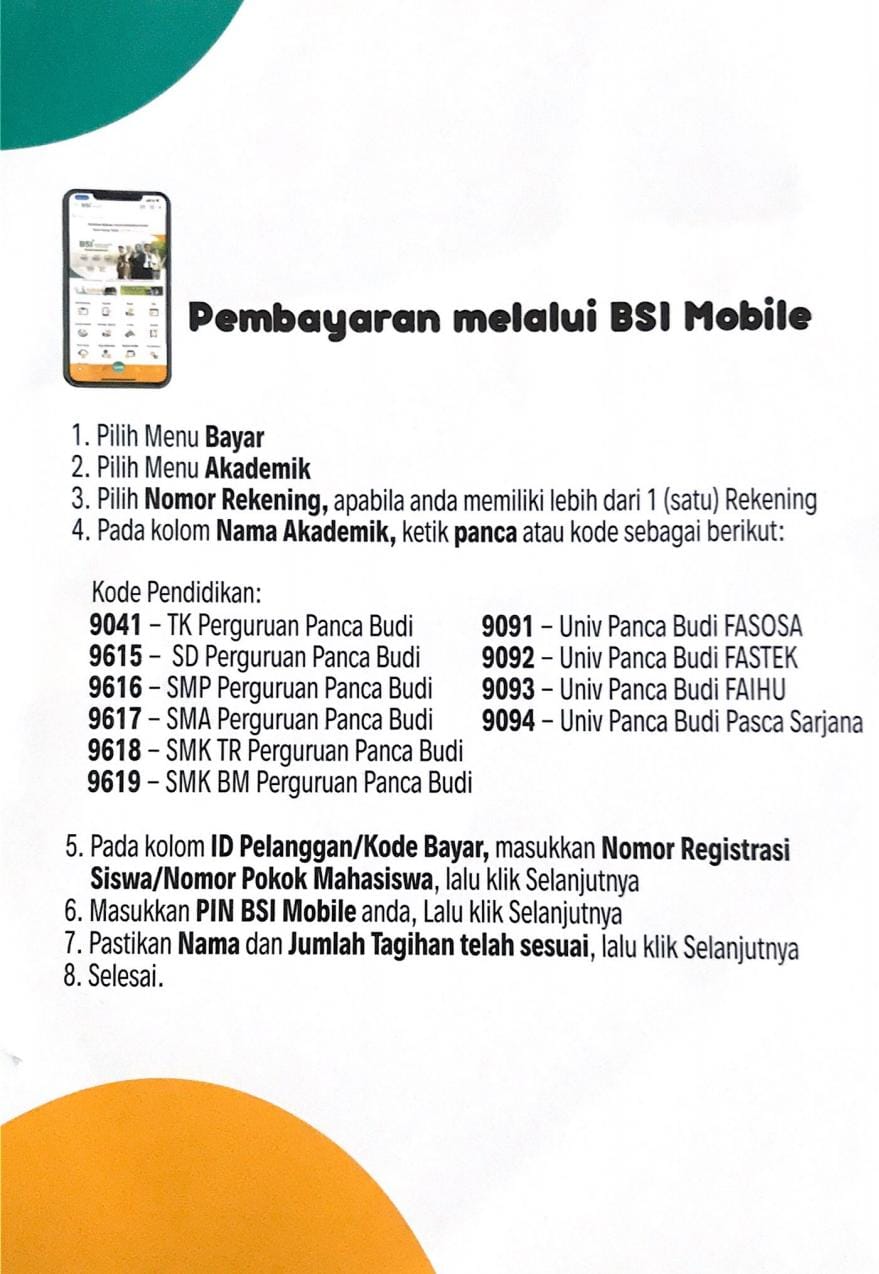 BSI
Pembayaran melalui BSI Mobile
1. Pilih Menu Bayar
2. Pilih Menu Akademik
3. Pilih Nomor Rekening, apabila anda memiliki lebih dari 1 (satu) Rekening
4. Pada kolom Nama Akademik, ketik panca atau kode sebagai berikut:
Kode Pendidikan:
9041 – TK Perguruan Panca Budi
9615 – SD Perguruan Panca Budi
9616 – SMP Perguruan Panca Budi
9617 – SMA Perguruan Panca Budi
9618 – SMK TR Perguruan Panca Budi
9619 – SMK BM Perguruan Panca Budi
9091 – Univ Panca Budi FASOSA
9092 – Univ Panca Budi FASTEK
9093 – Univ Panca Budi FAIHU
9094 – Univ Panca Budi Pasca Sarjana
5. Pada kolom ID Pelanggan/Kode Bayar, masukkan Nomor Registrasi
Siswa/Nomor Pokok Mahasiswa, lalu klik Selanjutnya
6. Masukkan PIN BSI Mobile anda, Lalu klik Selanjutnya
7. Pastikan Nama dan Jumlah Tagihan telah sesuai, lalu klik Selanjutnya
8. Selesai.